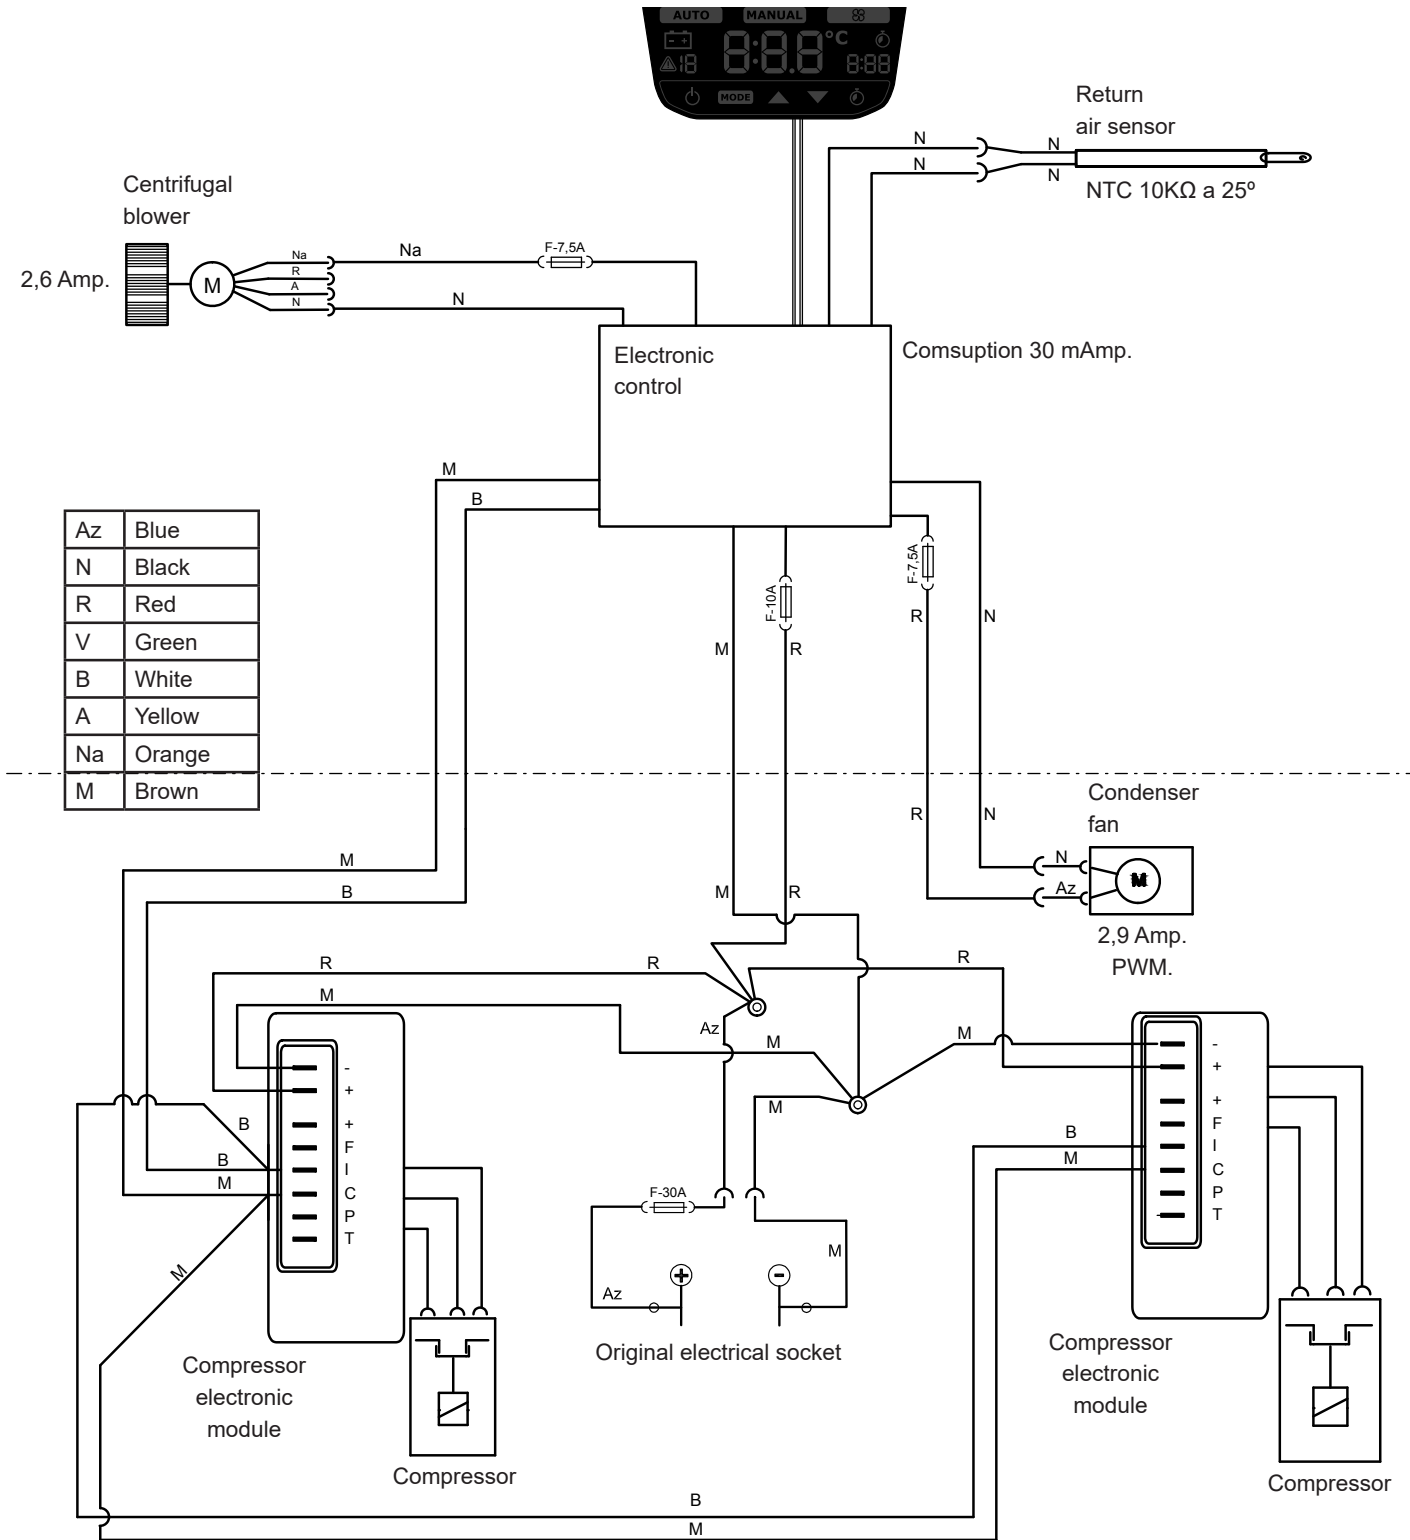 AUTO MANUAL 88
8:8.8 °C
18 8:88
MODE
Return
air sensor
N N
N N
NTC 10KΩ a 25º
Centrifugal
blower
2,6 Amp.
M
Na Na F-7,5A
R
A
N N
Electronic
control
Comsuption 30 mAmp.
M
B
Az Blue
N Black
R Red
V Green
B White
A Yellow
Na Orange
M Brown
F-10A
F-7,5A
M R
R N
R N
Condenser
fan
N
Az
M
2,9 Amp.
PWM.
M
B
M R
R R R
M
Az
M M
M
-
+
+
F
I
C
P
T
B
B
M
M
-
+
+
F
I
C
P
T
B
M
F-30A
M
Az
+ -
Original electrical socket
Compressor
electronic
module
Compressor
Compressor
electronic
module
Compressor
B
M